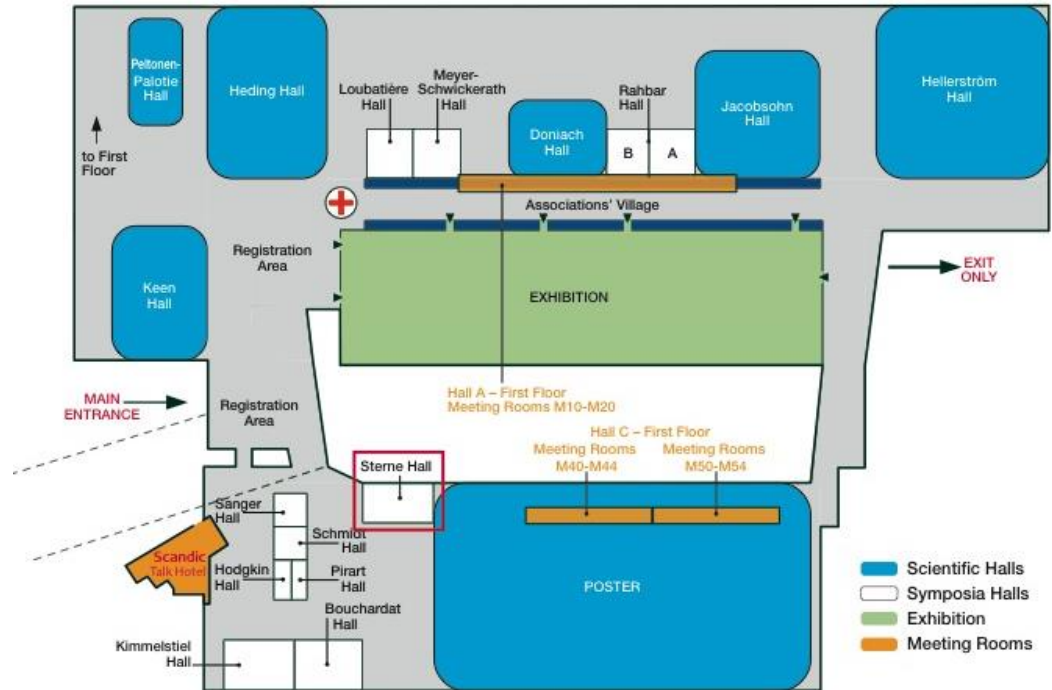 Peltonen-
Palotie
Hall
Heding Hall
Loubatière
Hall
Meyer-
Schwickerath
Hall
Doniach
Hall
Rahbar
Hall
B
A
Jacobsohn
Hall
Hellerström
Hall
to First
Floor
Associations' Village
Registration
Area
Keen
Hall
EXHIBITION
EXIT
ONLY
MAIN
ENTRANCE
Registration
Area
Hall A – First Floor
Meeting Rooms M10-M20
Hall C – First Floor
Meeting Rooms
M40-M44
Meeting Rooms
M50-M54
Sterne Hall
Sanger
Hall
Schmidt
Hall
Scandic
Talk Hotel
Hodgkin
Hall
Pirart
Hall
Bouchardat
Hall
Kimmelstiel
Hall
POSTER
Scientific Halls
Symposia Halls
Exhibition
Meeting Rooms